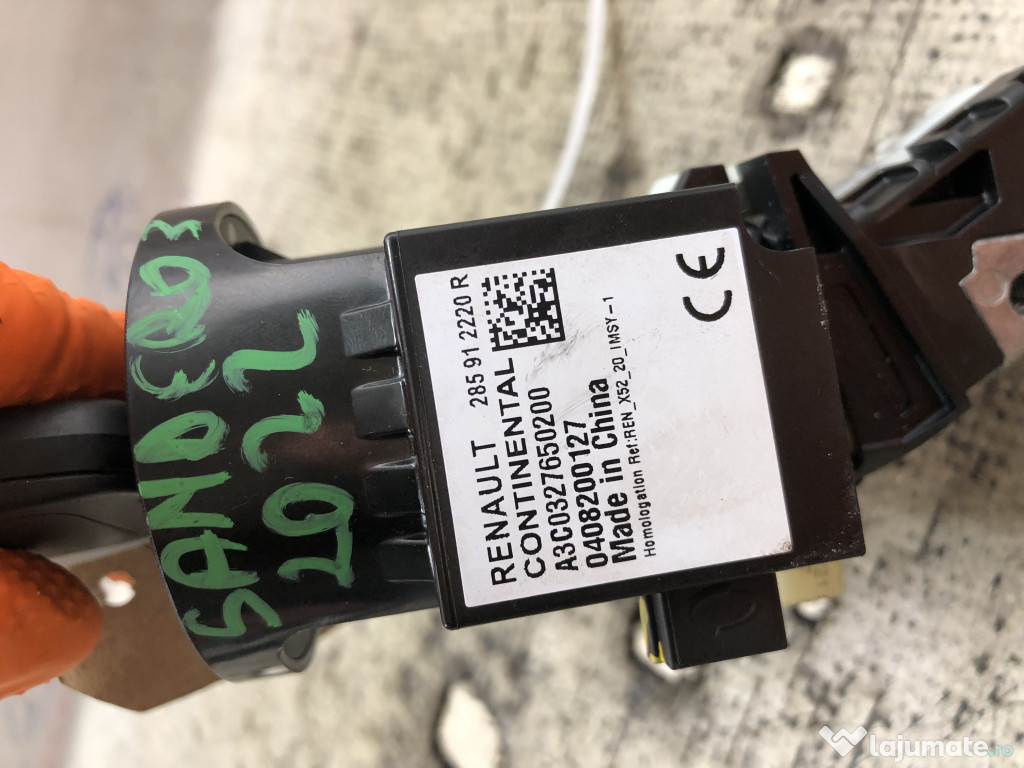 SANDERO 3
2022
RENAULT 285 91 2220 R
CONTINENTAL
A3C0327650200
0408200127
Made in China
Homologation Ref:REN_X52_20_IMSY-1
CE
lajumate.ro